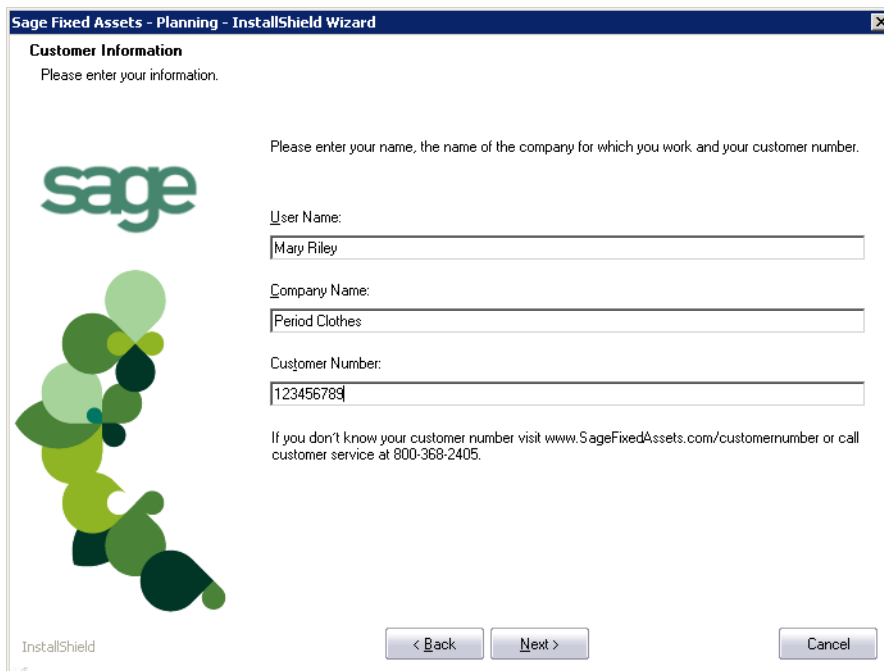 Sage Fixed Assets - Planning - InstallShield Wizard
Customer Information
Please enter your information.
sage
Please enter your name, the name of the company for which you work and your customer number.
User Name:
Mary Riley
Company Name:
Period Clothes
Customer Number:
123456789
If you don't know your customer number visit www.SageFixedAssets.com/customernumber or call
customer service at 800-368-2405.
InstallShield
< Back
Next >
Cancel